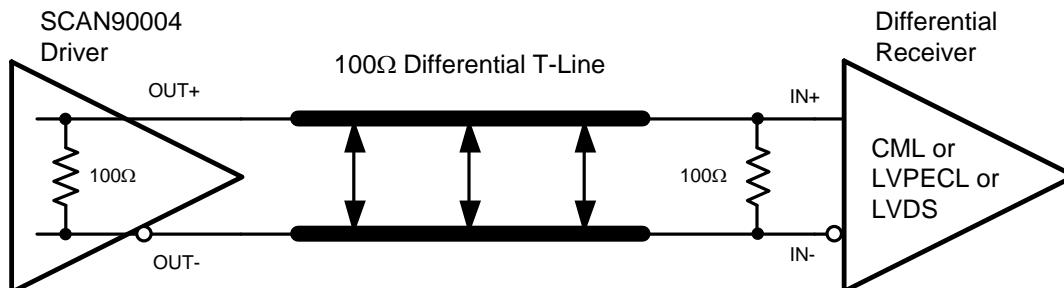 SCAN90004
Driver
Differential
Receiver
100Ω Differential T-Line
OUT+
IN+
100Ω
100Ω
CML or
LVPECL or
LVDS
OUT-
IN-